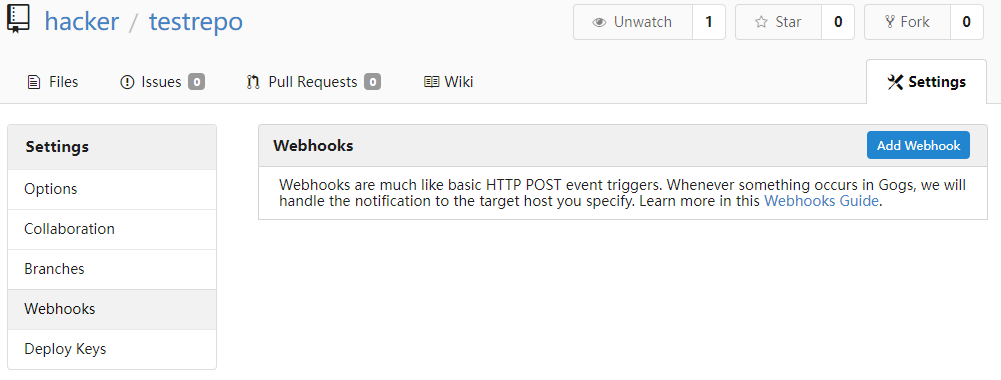 hacker / testrepo
Unwatch 1 Star 0 Fork 0
Files Issues 0 Pull Requests 0 Wiki Settings
Settings
Options
Collaboration
Branches
Webhooks
Deploy Keys
Webhooks Add Webhook
Webhooks are much like basic HTTP POST event triggers. Whenever something occurs in Gogs, we will
handle the notification to the target host you specify. Learn more in this Webhooks Guide.